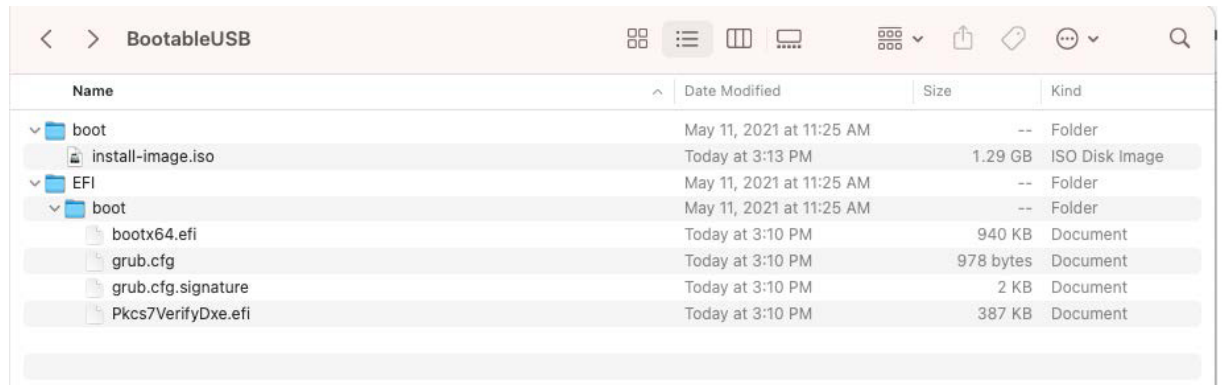 BootableUSB
Name Date Modified Size Kind
boot May 11, 2021 at 11:25 AM -- Folder
install-image.iso Today at 3:13 PM 1.29 GB ISO Disk Image
EFI May 11, 2021 at 11:25 AM -- Folder
boot May 11, 2021 at 11:25 AM -- Folder
bootx64.efi Today at 3:10 PM 940 KB Document
grub.cfg Today at 3:10 PM 978 bytes Document
grub.cfg.signature Today at 3:10 PM 2 KB Document
Pkcs7VerifyDxe.efi Today at 3:10 PM 387 KB Document